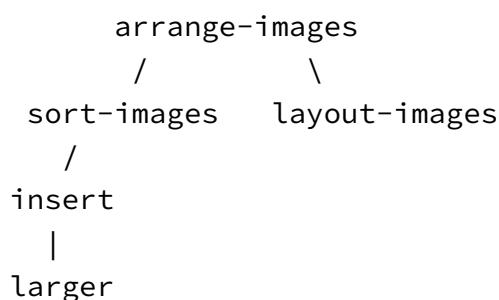 arrange-images
/ \
sort-images layout-images
/
insert
|
larger